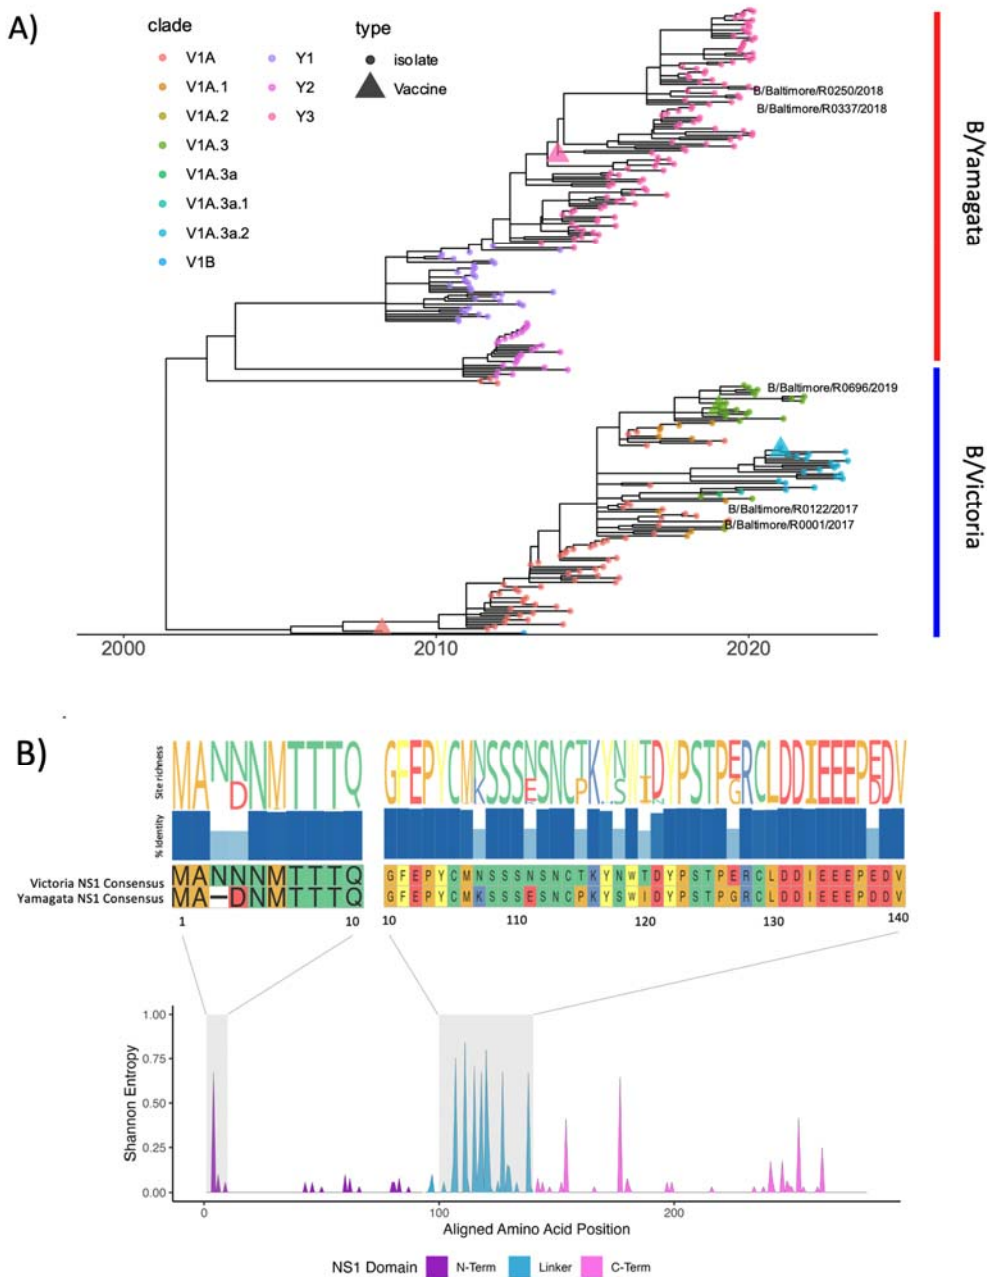 A)
clade
V1A
V1A.1
V1A.2
V1A.3
V1A.3a
V1A.3a.1
V1A.3a.2
V1B
Y1
Y2
Y3
type
isolate
Vaccine
B/Baltimore/R0250/2018
B/Baltimore/R0337/2018
B/Yamagata
B/Baltimore/R0696/2019
B/Baltimore/R0122/2017
B/Baltimore/R0001/2017
B/Victoria
2000 2010 2020
B)
Site richness
% Identity
Victoria NS1 Consensus
MANNNMTTTQ GFEPYCMNSSSNSNCTKYNWTDYPSTPERCLDDIEEEPEDV
Yamagata NS1 Consensus
MA-DNMTTTQ GFEPYCMKSSSESNCPKYSWIDYPSTPGRCLDDIEEEPDDV
1 10 10 110 120 130 140
Shannon Entropy
1.00
0.75
0.50
0.25
0.00
0 100 200
Aligned Amino Acid Position
NS1 Domain N-Term Linker C-Term